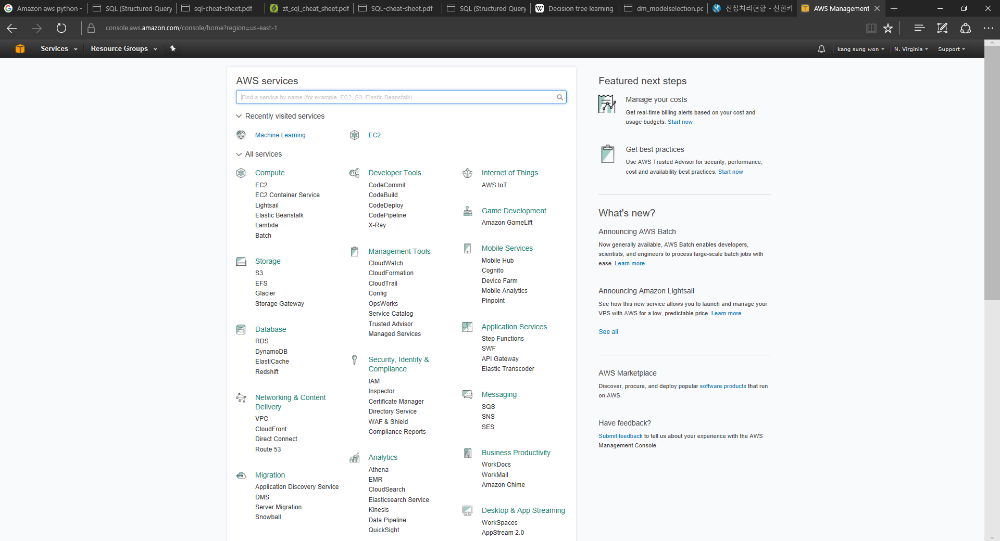 Amazon aws python -
SQL (Structured Query
sql-cheat-sheet.pdf
zt_sql_cheat_sheet.pdf
SQL-cheat-sheet.pdf
SQL (Structured Query
Decision tree learning
dm_modelselection.pc
신청처리현황 - 신한키
AWS Management
console.aws.amazon.com/console/home?region=us-east-1
Services
Resource Groups
kang sung won
N. Virginia
Support
AWS services
Find a service by name (for example, EC2, S3, Elastic Beanstalk).
Recently visited services
Machine Learning
EC2
All services
Compute
EC2
EC2 Container Service
Lightsail
Elastic Beanstalk
Lambda
Batch
Storage
S3
EFS
Glacier
Storage Gateway
Database
RDS
DynamoDB
ElastiCache
Redshift
Networking & Content
Delivery
VPC
CloudFront
Direct Connect
Route 53
Migration
Application Discovery Service
DMS
Server Migration
Snowball
Developer Tools
CodeCommit
CodeBuild
CodeDeploy
CodePipeline
X-Ray
Management Tools
CloudWatch
CloudFormation
CloudTrail
Config
OpsWorks
Service Catalog
Trusted Advisor
Managed Services
Security, Identity &
Compliance
IAM
Inspector
Certificate Manager
Directory Service
WAF & Shield
Compliance Reports
Analytics
Athena
EMR
CloudSearch
Elasticsearch Service
Kinesis
Data Pipeline
QuickSight
Internet of Things
AWS IoT
Game Development
Amazon GameLift
Mobile Services
Mobile Hub
Cognito
Device Farm
Mobile Analytics
Pinpoint
Application Services
Step Functions
SWF
API Gateway
Elastic Transcoder
Messaging
SQS
SNS
SES
Business Productivity
WorkDocs
WorkMail
Amazon Chime
Desktop & App Streaming
WorkSpaces
AppStream 2.0
Featured next steps
Manage your costs
Get real-time billing alerts based on your cost and
usage budgets. Start now
Get best practices
Use AWS Trusted Advisor for security, performance,
cost and availability best practices. Start now
What's new?
Announcing AWS Batch
Now generally available, AWS Batch enables developers,
scientists, and engineers to process large-scale batch jobs with
ease. Learn more
Announcing Amazon Lightsail
See how this new service allows you to launch and manage your
VPS with AWS for a low, predictable price. Learn more
See all
AWS Marketplace
Discover, procure, and deploy popular software products that run
on AWS.
Have feedback?
Submit feedback to tell us about your experience with the AWS
Management Console.